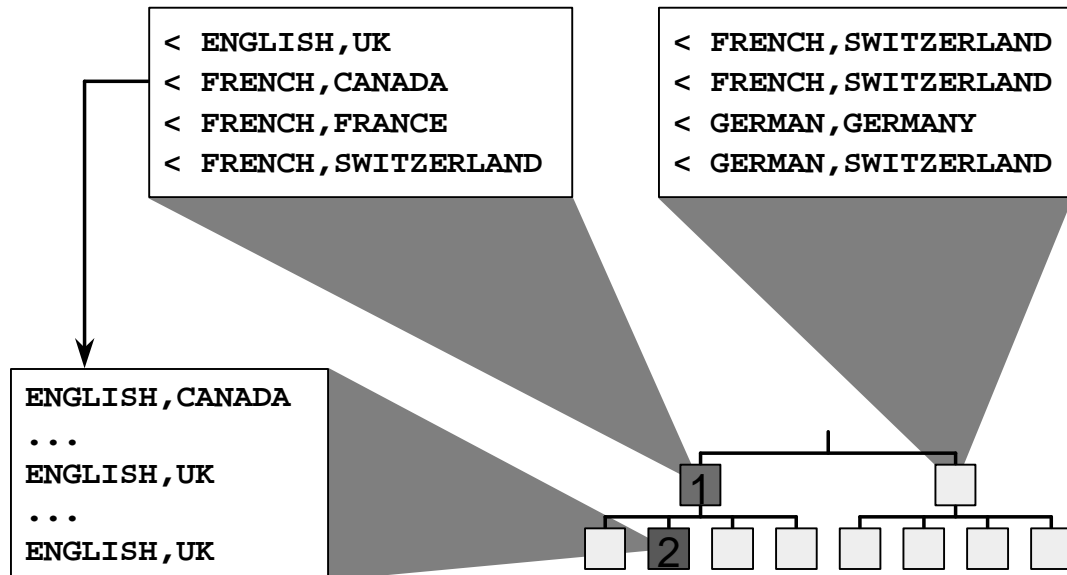 < ENGLISH,UK
< FRENCH,CANADA
< FRENCH,FRANCE
< FRENCH,SWITZERLAND
< FRENCH,SWITZERLAND
< FRENCH,SWITZERLAND
< GERMAN,GERMANY
< GERMAN,SWITZERLAND
ENGLISH,CANADA
...
ENGLISH,UK
...
ENGLISH,UK
1
2